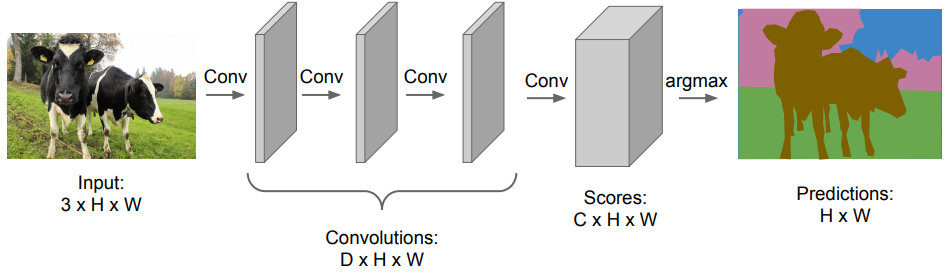 Conv
Conv
Conv
Conv
argmax
Input:
3 x H x W
Convolutions:
D x H x W
Scores:
C x H x W
Predictions:
H x W